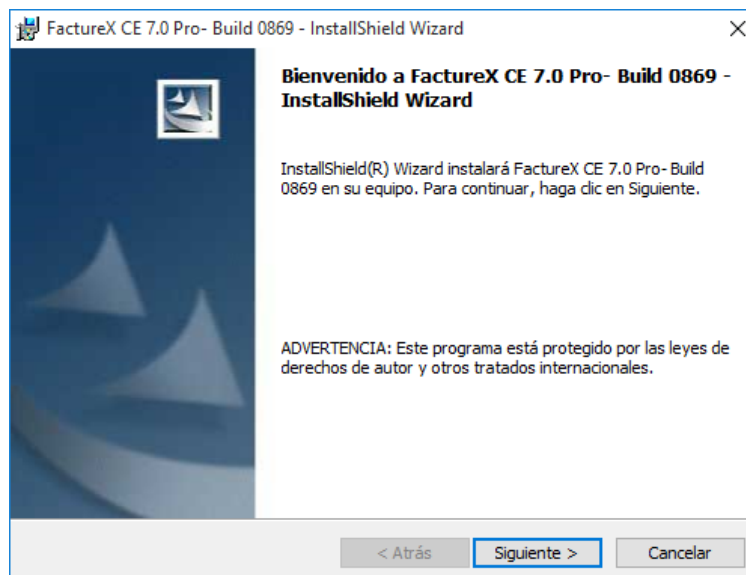 FactureX CE 7.0 Pro- Build 0869 - InstallShield Wizard
Bienvenido a FactureX CE 7.0 Pro- Build 0869 -
InstallShield Wizard
InstallShield(R) Wizard instalará FactureX CE 7.0 Pro- Build
0869 en su equipo. Para continuar, haga clic en Siguiente.
ADVERTENCIA: Este programa está protegido por las leyes de
derechos de autor y otros tratados internacionales.
< Atrás
Siguiente >
Cancelar